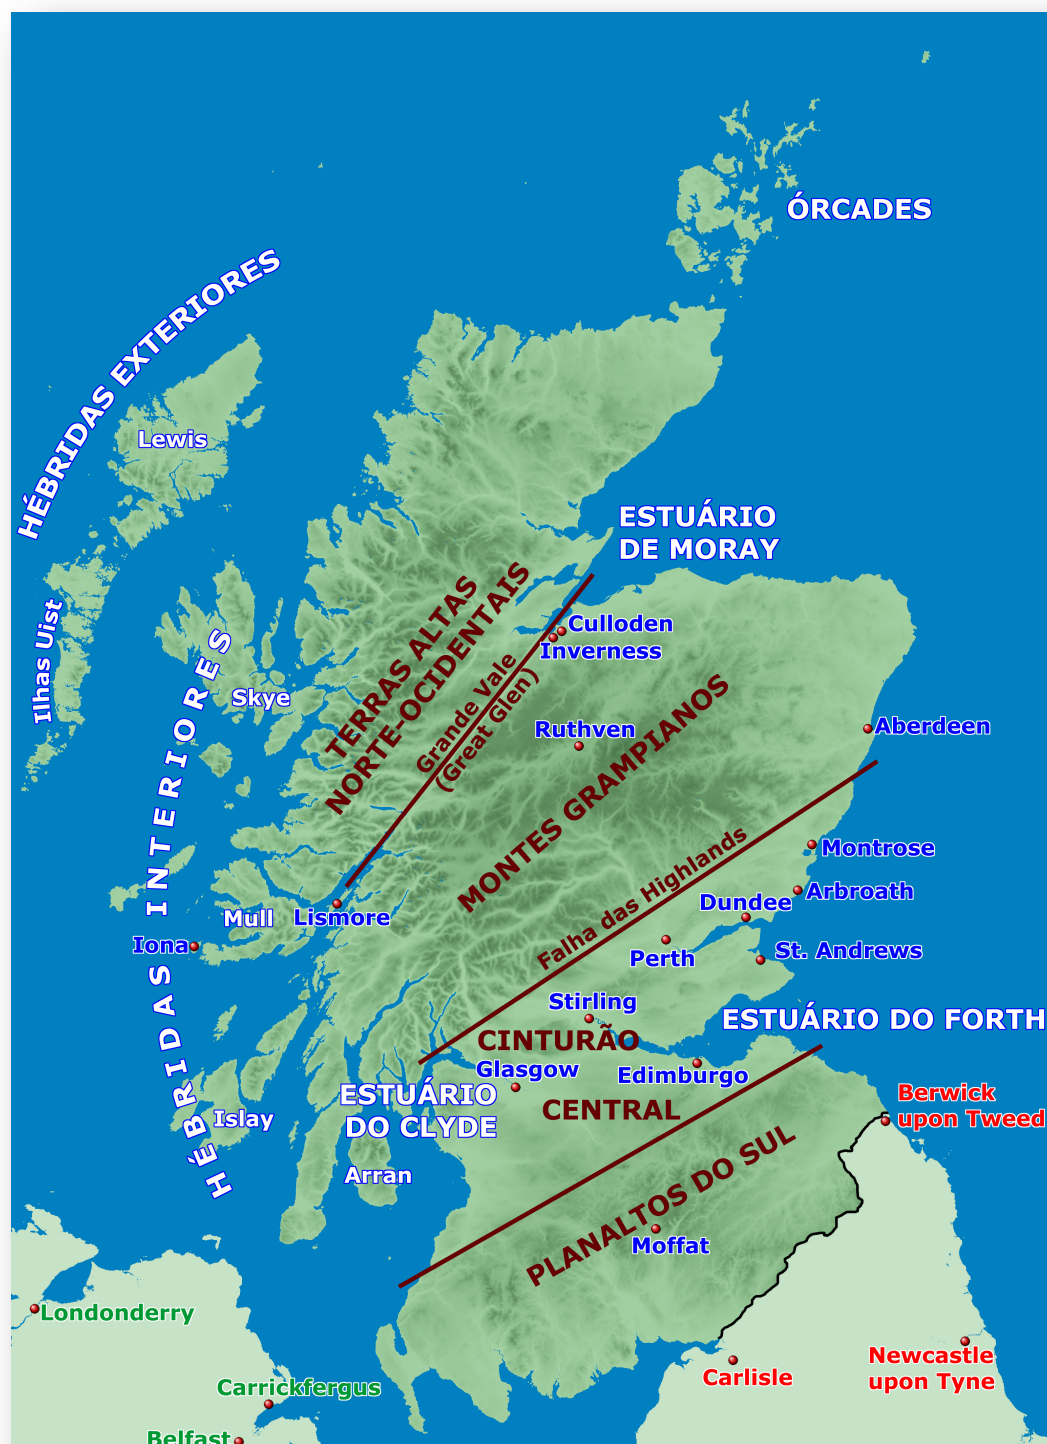 ÓRCADES
HÉBRIDAS EXTERIORES
Lewis
ESTUÁRIO
DE MORAY
TERRAS ALTAS
NORTE-OCIDENTAIS
Ilhas Uist
Culloden
Inverness
Grande Vale
(Great Glen)
HÉBRIDAS INTERIORES
Skye
Ruthven
MONTES GRAMPIANOS
Aberdeen
Falha das Highlands
Montrose
Arbroath
Dundee
Mull
Lismore
Iona
Perth
St. Andrews
Stirling
ESTUÁRIO DO FORTH
CINTURÃO
CENTRAL
Glasgow
Edimburgo
ESTUÁRIO
DO CLYDE
Berwick
upon Tweed
Islay
Arran
PLANALTOS DO SUL
Moffat
Londonderry
Newcastle
upon Tyne
Carlisle
Carrickfergus
Belfast